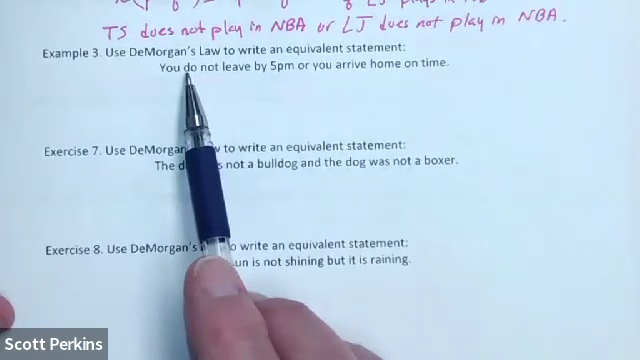 TS does not play in NBA or LJ does not play in NBA.
Example 3. Use DeMorgan's Law to write an equivalent statement:
You do not leave by 5pm or you arrive home on time.
Exercise 7. Use DeMorgan to write an equivalent statement:
The s not a bulldog and the dog was not a boxer.
Exercise 8. Use DeMorgan's o write an equivalent statement:
un is not shining but it is raining.
Scott Perkins